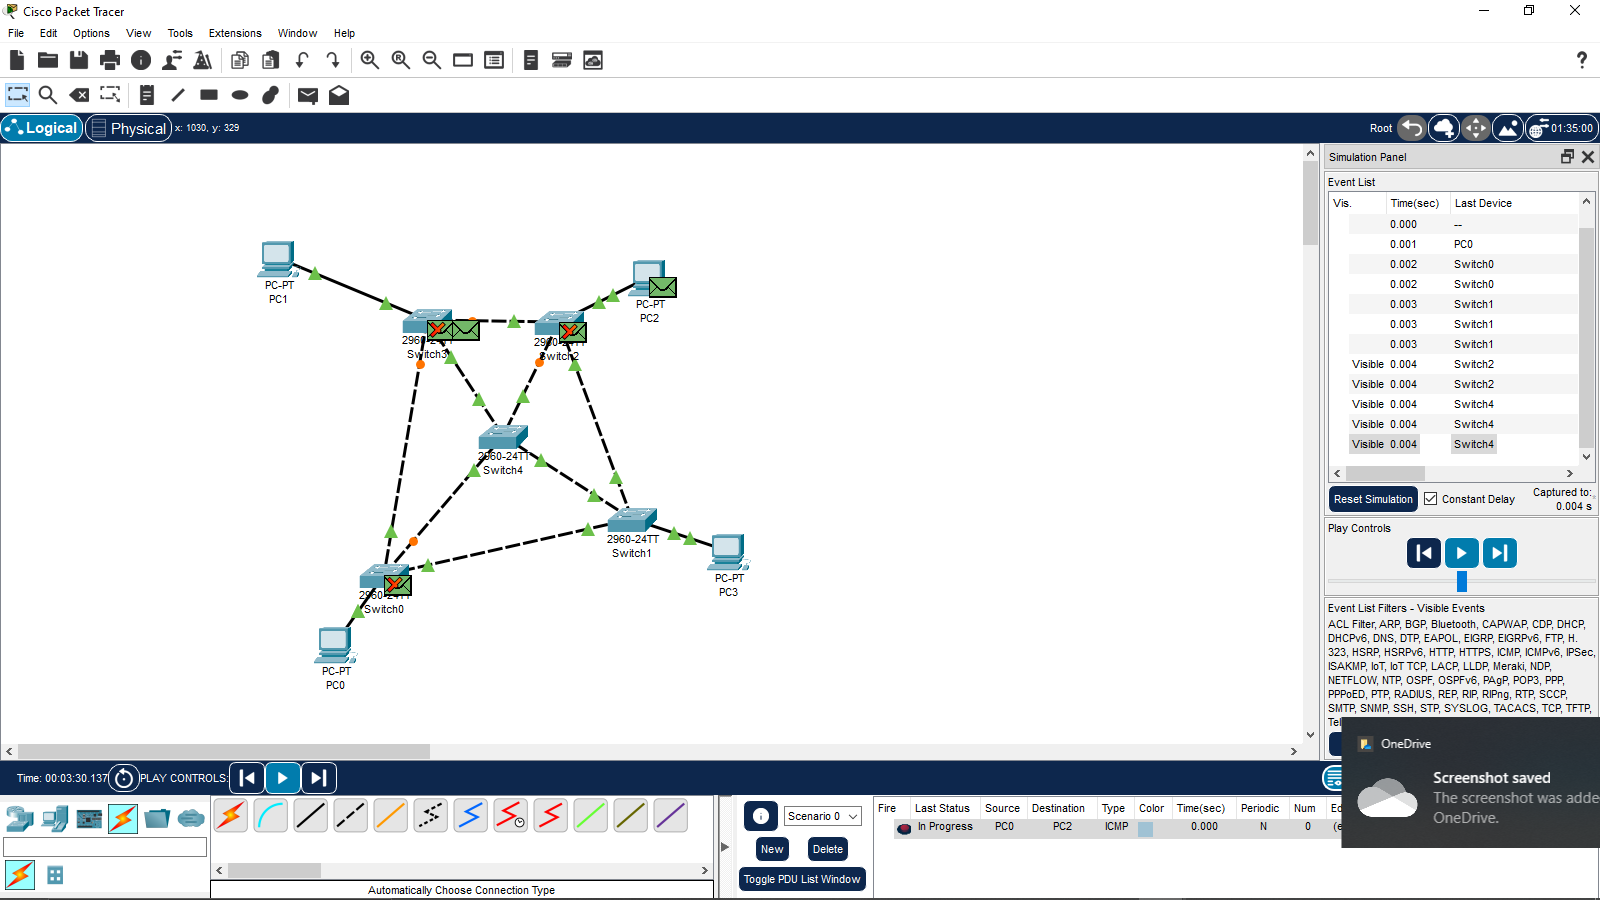 Cisco Packet Tracer
File Edit Options View Tools Extensions Window Help
Logical Physical x: 1030, y: 329 Root 01:35:00
Simulation Panel
Event List
Vis. Time(sec) Last Device
0.000 --
0.001 PC0
0.002 Switch0
0.002 Switch0
0.003 Switch1
0.003 Switch1
0.003 Switch1
Visible 0.004 Switch2
Visible 0.004 Switch2
Visible 0.004 Switch4
Visible 0.004 Switch4
Visible 0.004 Switch4
Reset Simulation Constant Delay Captured to:
0.004 s
Play Controls
Event List Filters - Visible Events
ACL Filter, ARP, BGP, Bluetooth, CAPWAP, CDP, DHCP,
DHCPv6, DNS, DTP, EAPOL, EIGRP, EIGRPv6, FTP, H.
323, HSRP, HSRPv6, HTTP, HTTPS, ICMP, ICMPv6, IPSec,
ISAKMP, IoT, IoT TCP, LACP, LLDP, Meraki, NDP,
NETFLOW, NTP, OSPF, OSPFv6, PAgP, POP3, PPP,
PPPoED, PTP, RADIUS, REP, RIP, RIPng, RTP, SCCP,
SMTP, SNMP, SSH, STP, SYSLOG, TACACS, TCP, TFTP,
Tel
PC-PT
PC1
PC-PT
PC2
Switch3
Switch2
2960-24TT
Switch4
2960-24TT
Switch1
PC-PT
PC3
Switch0
PC-PT
PC0
OneDrive
Screenshot saved
The screenshot was adde
OneDrive.
Time: 00:03:30.137 PLAY CONTROLS:
Scenario 0
New Delete
Toggle PDU List Window
Fire Last Status Source Destination Type Color Time(sec) Periodic Num Ed
In Progress PC0 PC2 ICMP 0.000 N 0 (e
Automatically Choose Connection Type